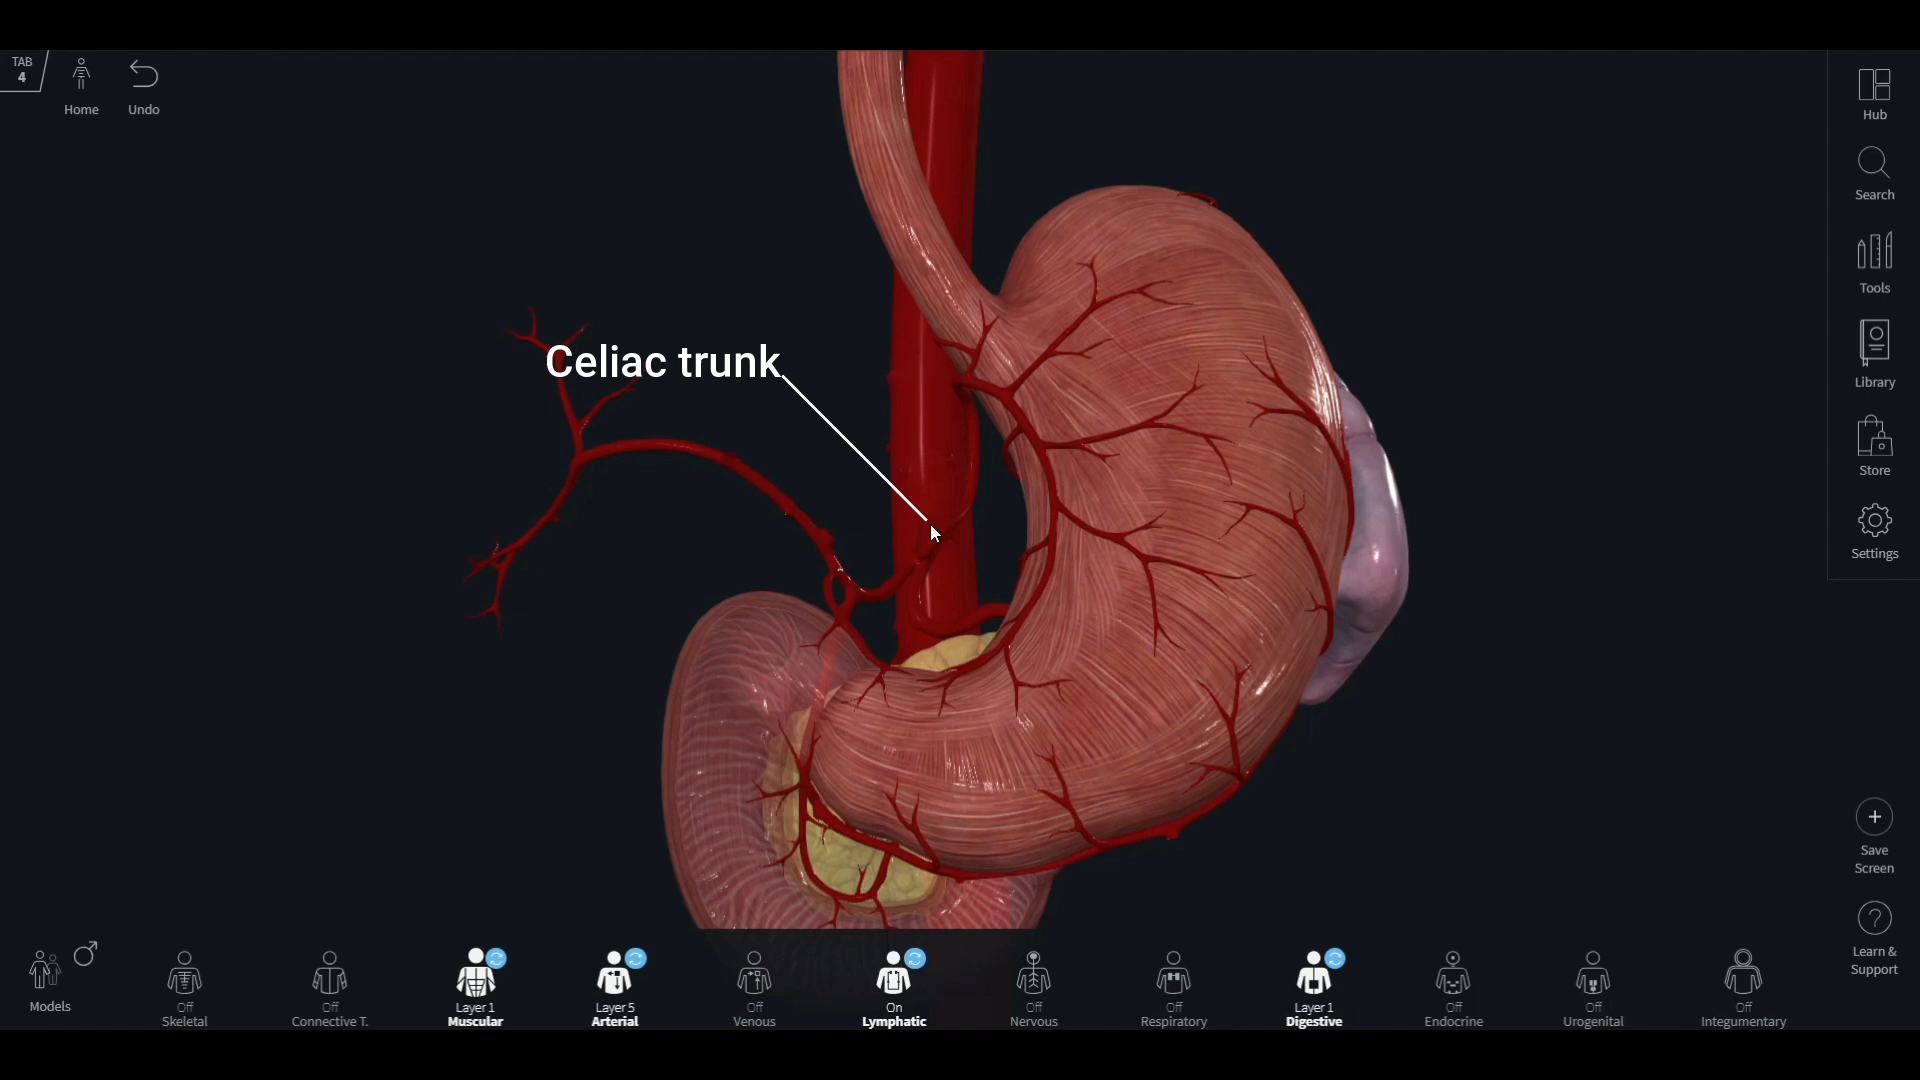 TAB
4
Home
Undo
Hub
Search
Celiac trunk
Tools
Library
Store
Settings
Save
Screen
Learn &
Support
Models
Off
Skeletal
Off
Connective T.
Layer 1
Muscular
Layer 5
Arterial
Off
Venous
On
Lymphatic
Off
Nervous
Off
Respiratory
Layer 1
Digestive
Off
Endocrine
Off
Urogenital
Off
Integumentary